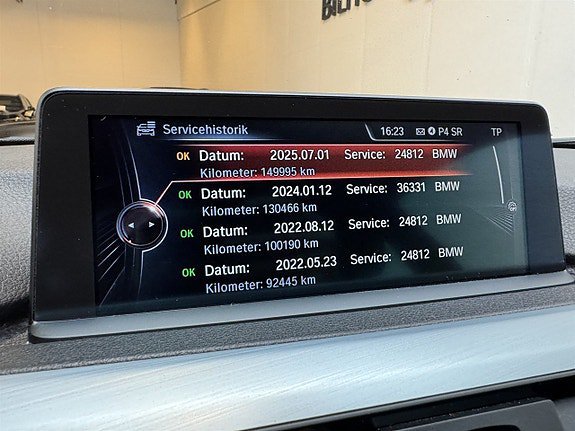 Servicehistorik
16:23 P4 SR TP
OK Datum: 2025.07.01 Service: 24812 BMW
Kilometer: 149995 km
OK Datum: 2024.01.12 Service: 36331 BMW
Kilometer: 130466 km
OK Datum: 2022.08.12 Service: 24812 BMW
Kilometer: 100190 km
OK Datum: 2022.05.23 Service: 24812 BMW
Kilometer: 92445 km